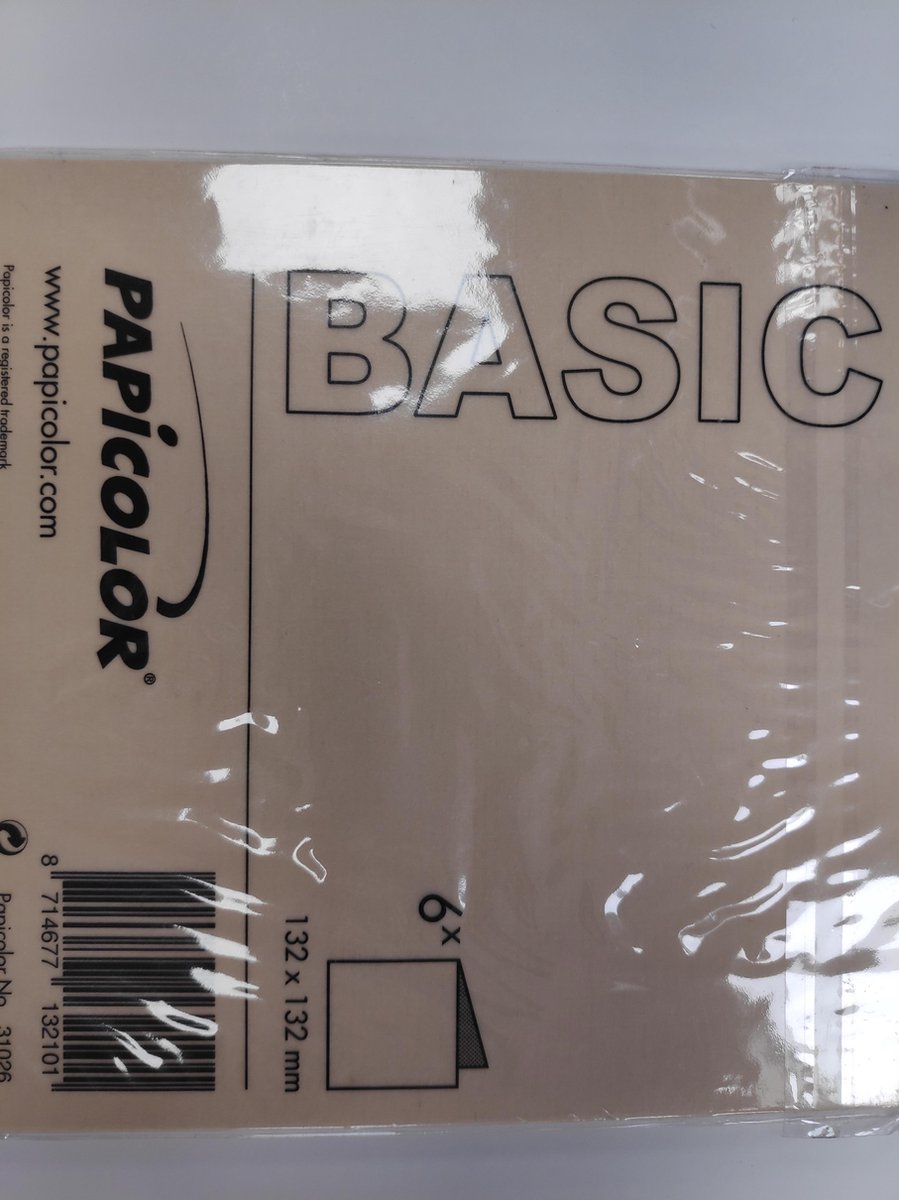 BASIC
6x
132 x 132 mm
PAPiCOLOR®
www.papicolor.com
Papicolor is a registered trademark
8 714677 132101
Papicolor No. 31026